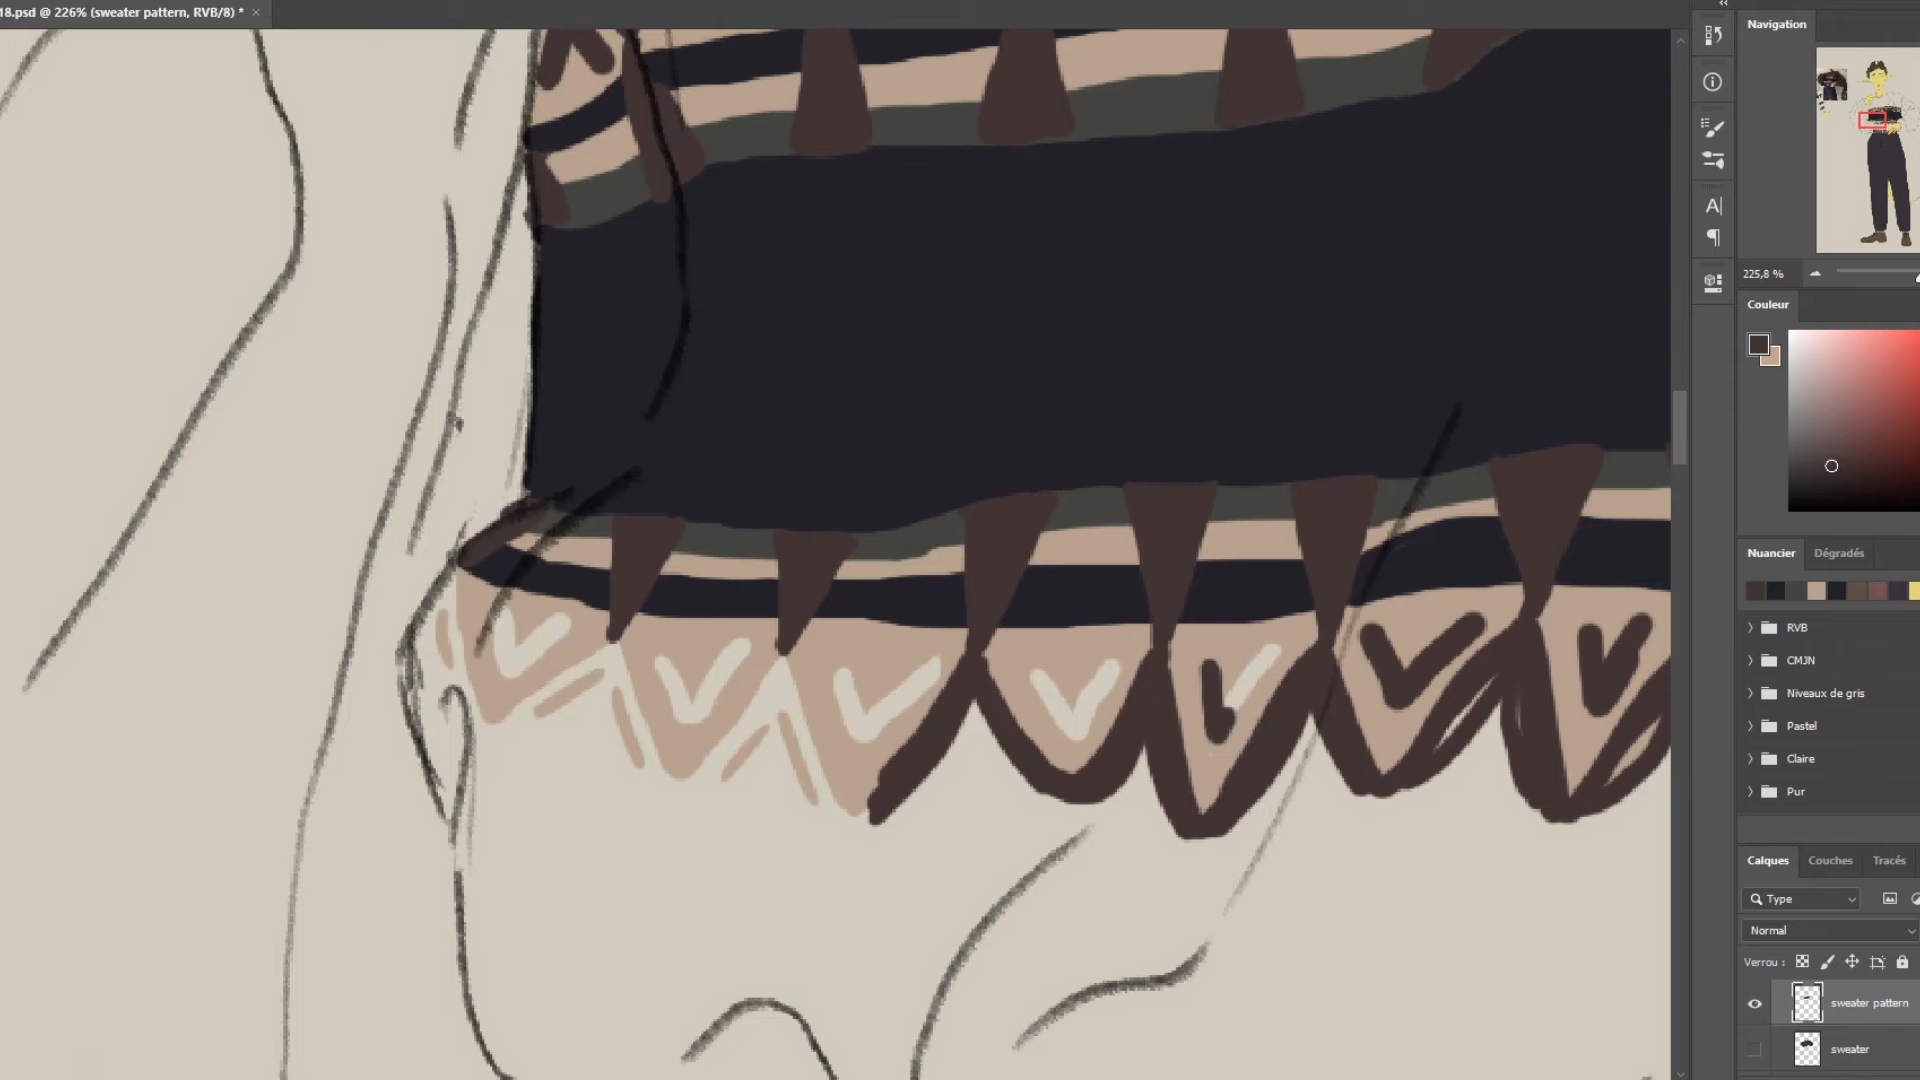 18.psd @ 226% (sweater pattern, RVB/8) *
Navigation
225,8 %
Couleur
Nuancier Dégradés
RVB
CMJN
Niveaux de gris
Pastel
Claire
Pur
Calques Couches Tracés
Type
Normal
Verrou :
sweater pattern
sweater